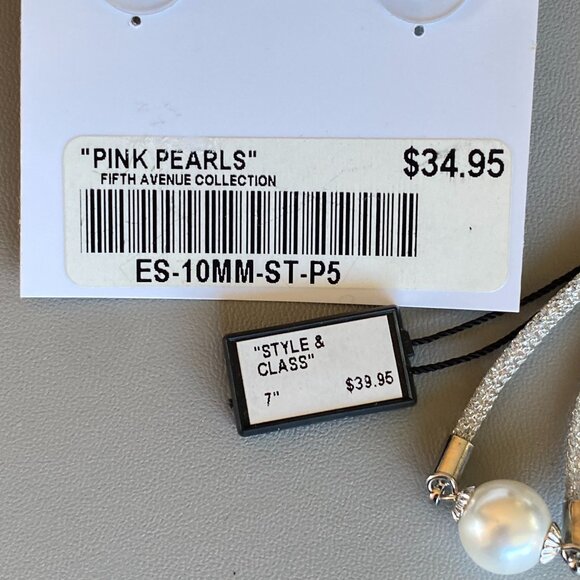 "PINK PEARLS" $34.95
FIFTH AVENUE COLLECTION
ES-10MM-ST-P5
"STYLE &
CLASS"
7" $39.95